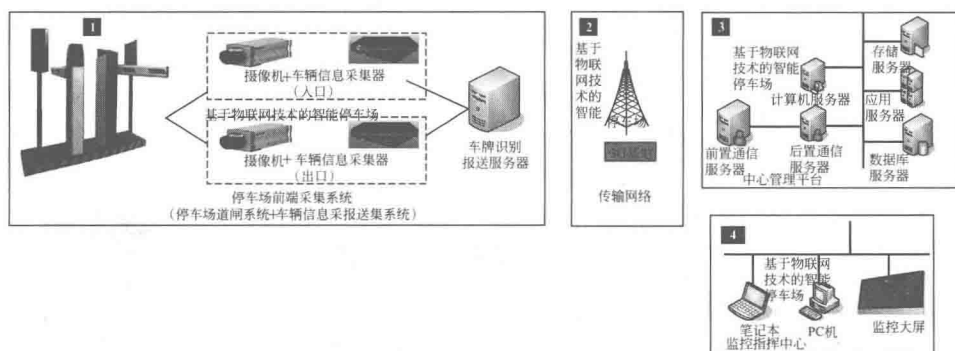 1
摄像机+车辆信息采集器
(入口)
基于物联网技术的智能停车场
摄像机+车辆信息采集器
(出口)
车牌识别
报送服务器
停车场前端采集系统
(停车场道闸系统+车辆信息采报送集系统)
2
基于
物联
网技
术的
智能
传输网络
3
基于物联网
技术的智能
停车场
计算机服务器
存储
服务器
应用
服务器
前置通信
服务器
后置通信
服务器
数据库
服务器
中心管理平台
4
基于物联网
技术的智能
停车场
笔记本
PC机
监控大屏
监控指挥中心